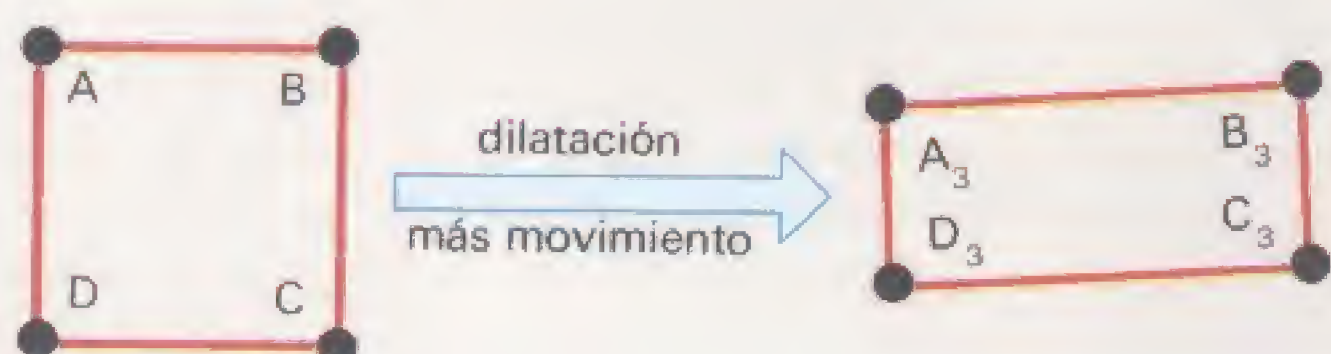 A B
D C
dilatación
más movimiento
A₃ B₃
D₃ C₃